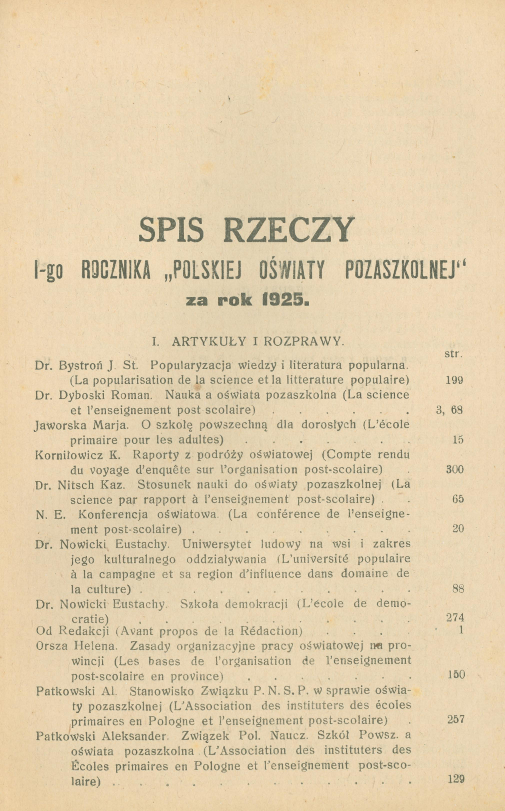 SPIS RZECZY
I-go ROCZNIKA „POLSKIEJ OŚWIATY POZASZKOLNEJ“
za rok 1925.
I. ARTYKUŁY I ROZPRAWY.
str.
Dr. Bystroń J. St. Popularyzacja wiedzy i literatura popularna.
(La popularisation de la science et la litterature populaire) 199
Dr. Dyboski Roman. Nauka a oświata pozaszkolna (La science
et l'enseignement post scolaire) . . . . . . 3, 68
Jaworska Marja. O szkołę powszechną dla dorosłych (L'école
primaire pour les adultes) . . . . . . 15
Kornilowicz K. Raporty z podróży oświatowej (Compte rendu
du voyage d'enquête sur l'organisation post-scolaire) . 300
Dr. Nitsch Kaz. Stosunek nauki do oświaty pozaszkolnej (La
science par rapport à l'enseignement post-scolaire) . . 65
N. E. Konferencja oświatowa. (La conférence de l'enseigne-
ment post-scolaire) . . . . . . . . 20
Dr. Nowicki Eustachy. Uniwersytet ludowy na wsi i zakres
jego kulturalnego oddziaływania (L'université populaire
à la campagne et sa region d'influence dans domaine de
la culture) . . . . . . . . . 88
Dr. Nowicki Eustachy. Szkoła demokracji (L'école de demo-
cratie) . . . . . . . . . . 274
Od Redakcji (Avant propos de la Rédaction) . . . . 1
Orsza Helena. Zasady organizacyjne pracy oświatowej na pro-
wincji (Les bases de l'organisation de l'enseignement
post-scolaire en province) . . . . . . 150
Patkowski Al. Stanowisko Związku P. N. S. P. w sprawie oświa-
ty pozaszkolnej (L'Association des instituters des écoles
primaires en Pologne et l'enseignement post-scolaire) . 257
Patkowski Aleksander. Związek Pol. Naucz. Szkół Powsz. a
oświata pozaszkolna (L'Association des instituters des
Écoles primaires en Pologne et l'enseignement post-sco-
laire) . . . . . . . . . . 129